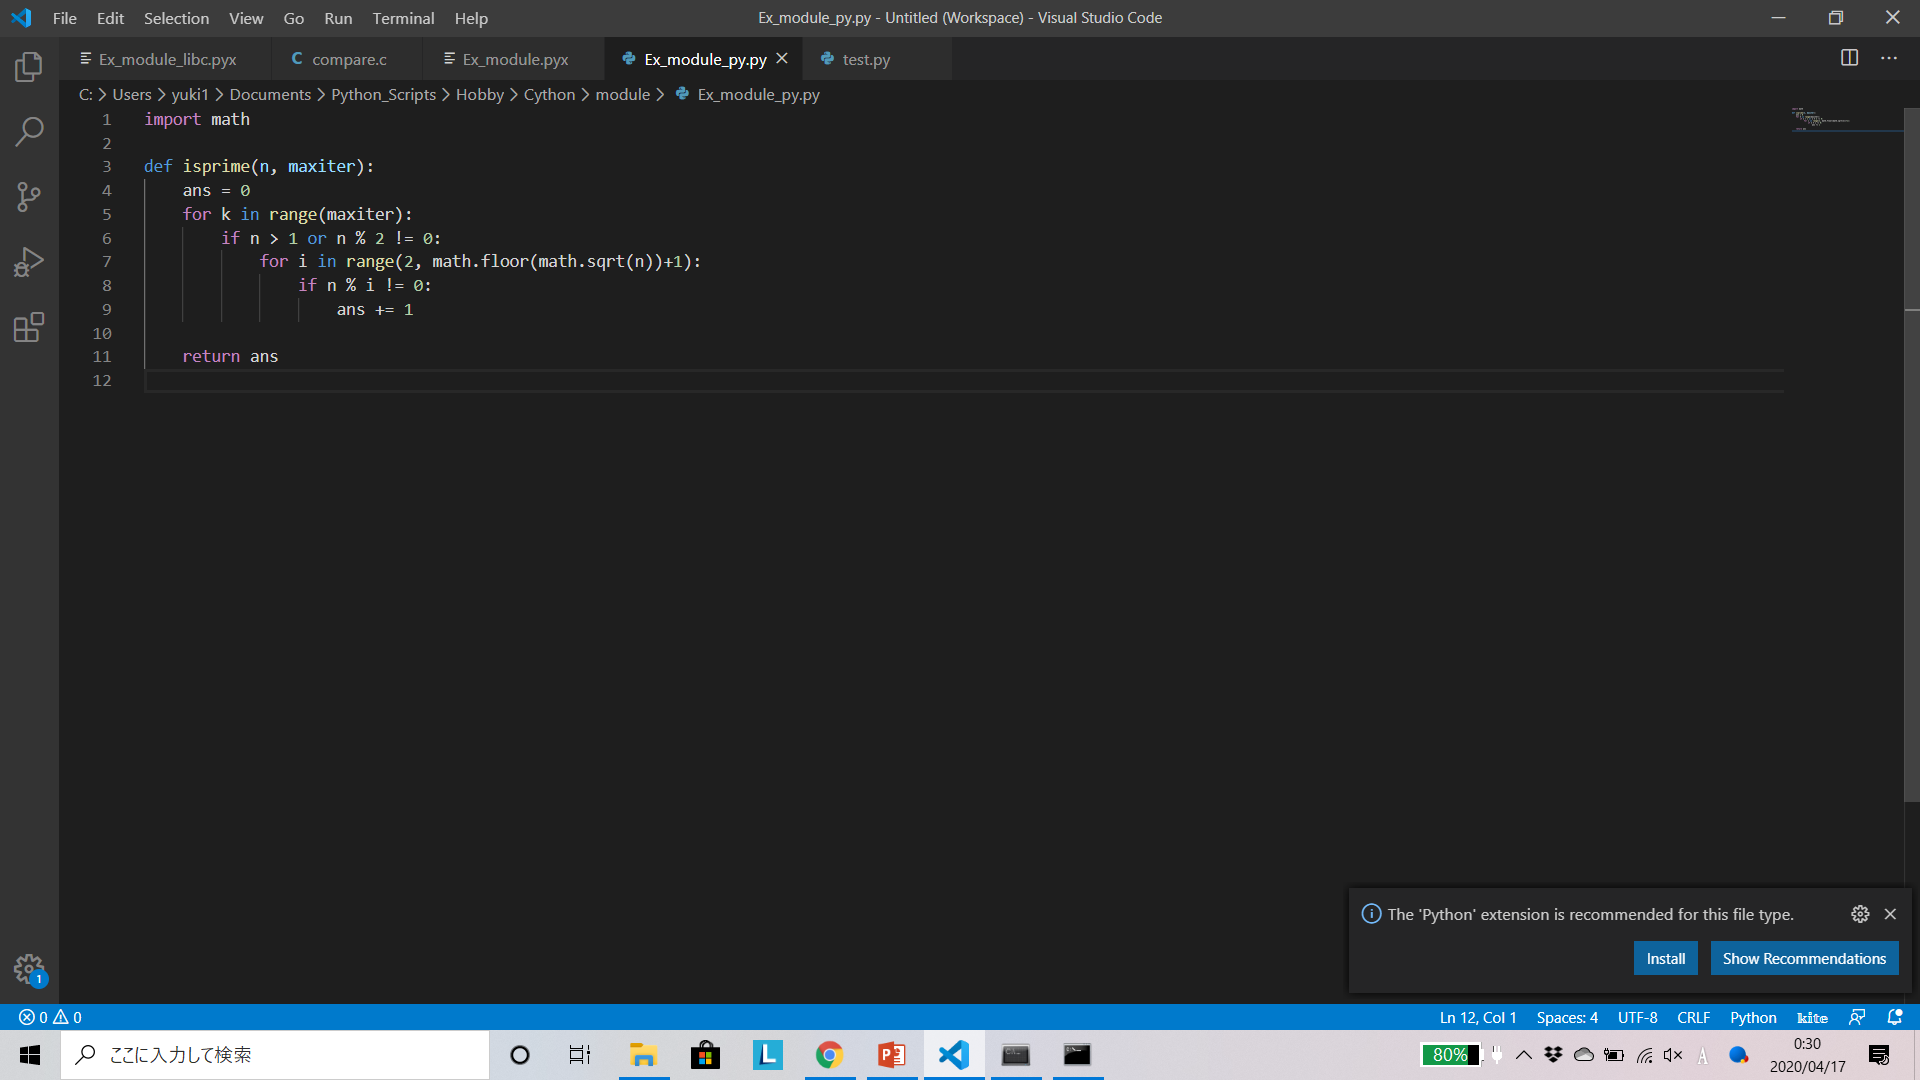 File Edit Selection View Go Run Terminal Help
Ex_module_py.py - Untitled (Workspace) - Visual Studio Code
Ex_module_libc.pyx
C compare.c
Ex_module.pyx
Ex_module_py.py
test.py
C: > Users > yuki1 > Documents > Python_Scripts > Hobby > Cython > module > Ex_module_py.py
1 import math
2
3 def isprime(n, maxiter):
4     ans = 0
5     for k in range(maxiter):
6         if n > 1 or n % 2 != 0:
7             for i in range(2, math.floor(math.sqrt(n))+1):
8                 if n % i != 0:
9                     ans += 1
10
11     return ans
12
The 'Python' extension is recommended for this file type.
Install
Show Recommendations
1
0 0
Ln 12, Col 1 Spaces: 4 UTF-8 CRLF Python kite
ここに入力して検索
L
P
80%
A
0:30
2020/04/17